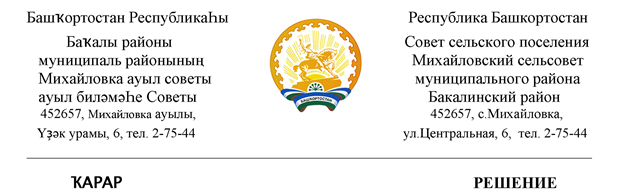 Башҡортостан Республикаһы
Баҡалы районы
муниципаль районының
Михайловка ауыл советы
ауыл биләмәһе Советы
452657, Михайловка ауылы,
Үҙәк урамы, 6, тел. 2-75-44
ҠАРАР
БАШКОРТОСТАН
Республика Башкортостан
Совет сельского поселения
Михайловский сельсовет
муниципального района
Бакалинский район
452657, с.Михайловка,
ул.Центральная, 6, тел. 2-75-44
РЕШЕНИЕ